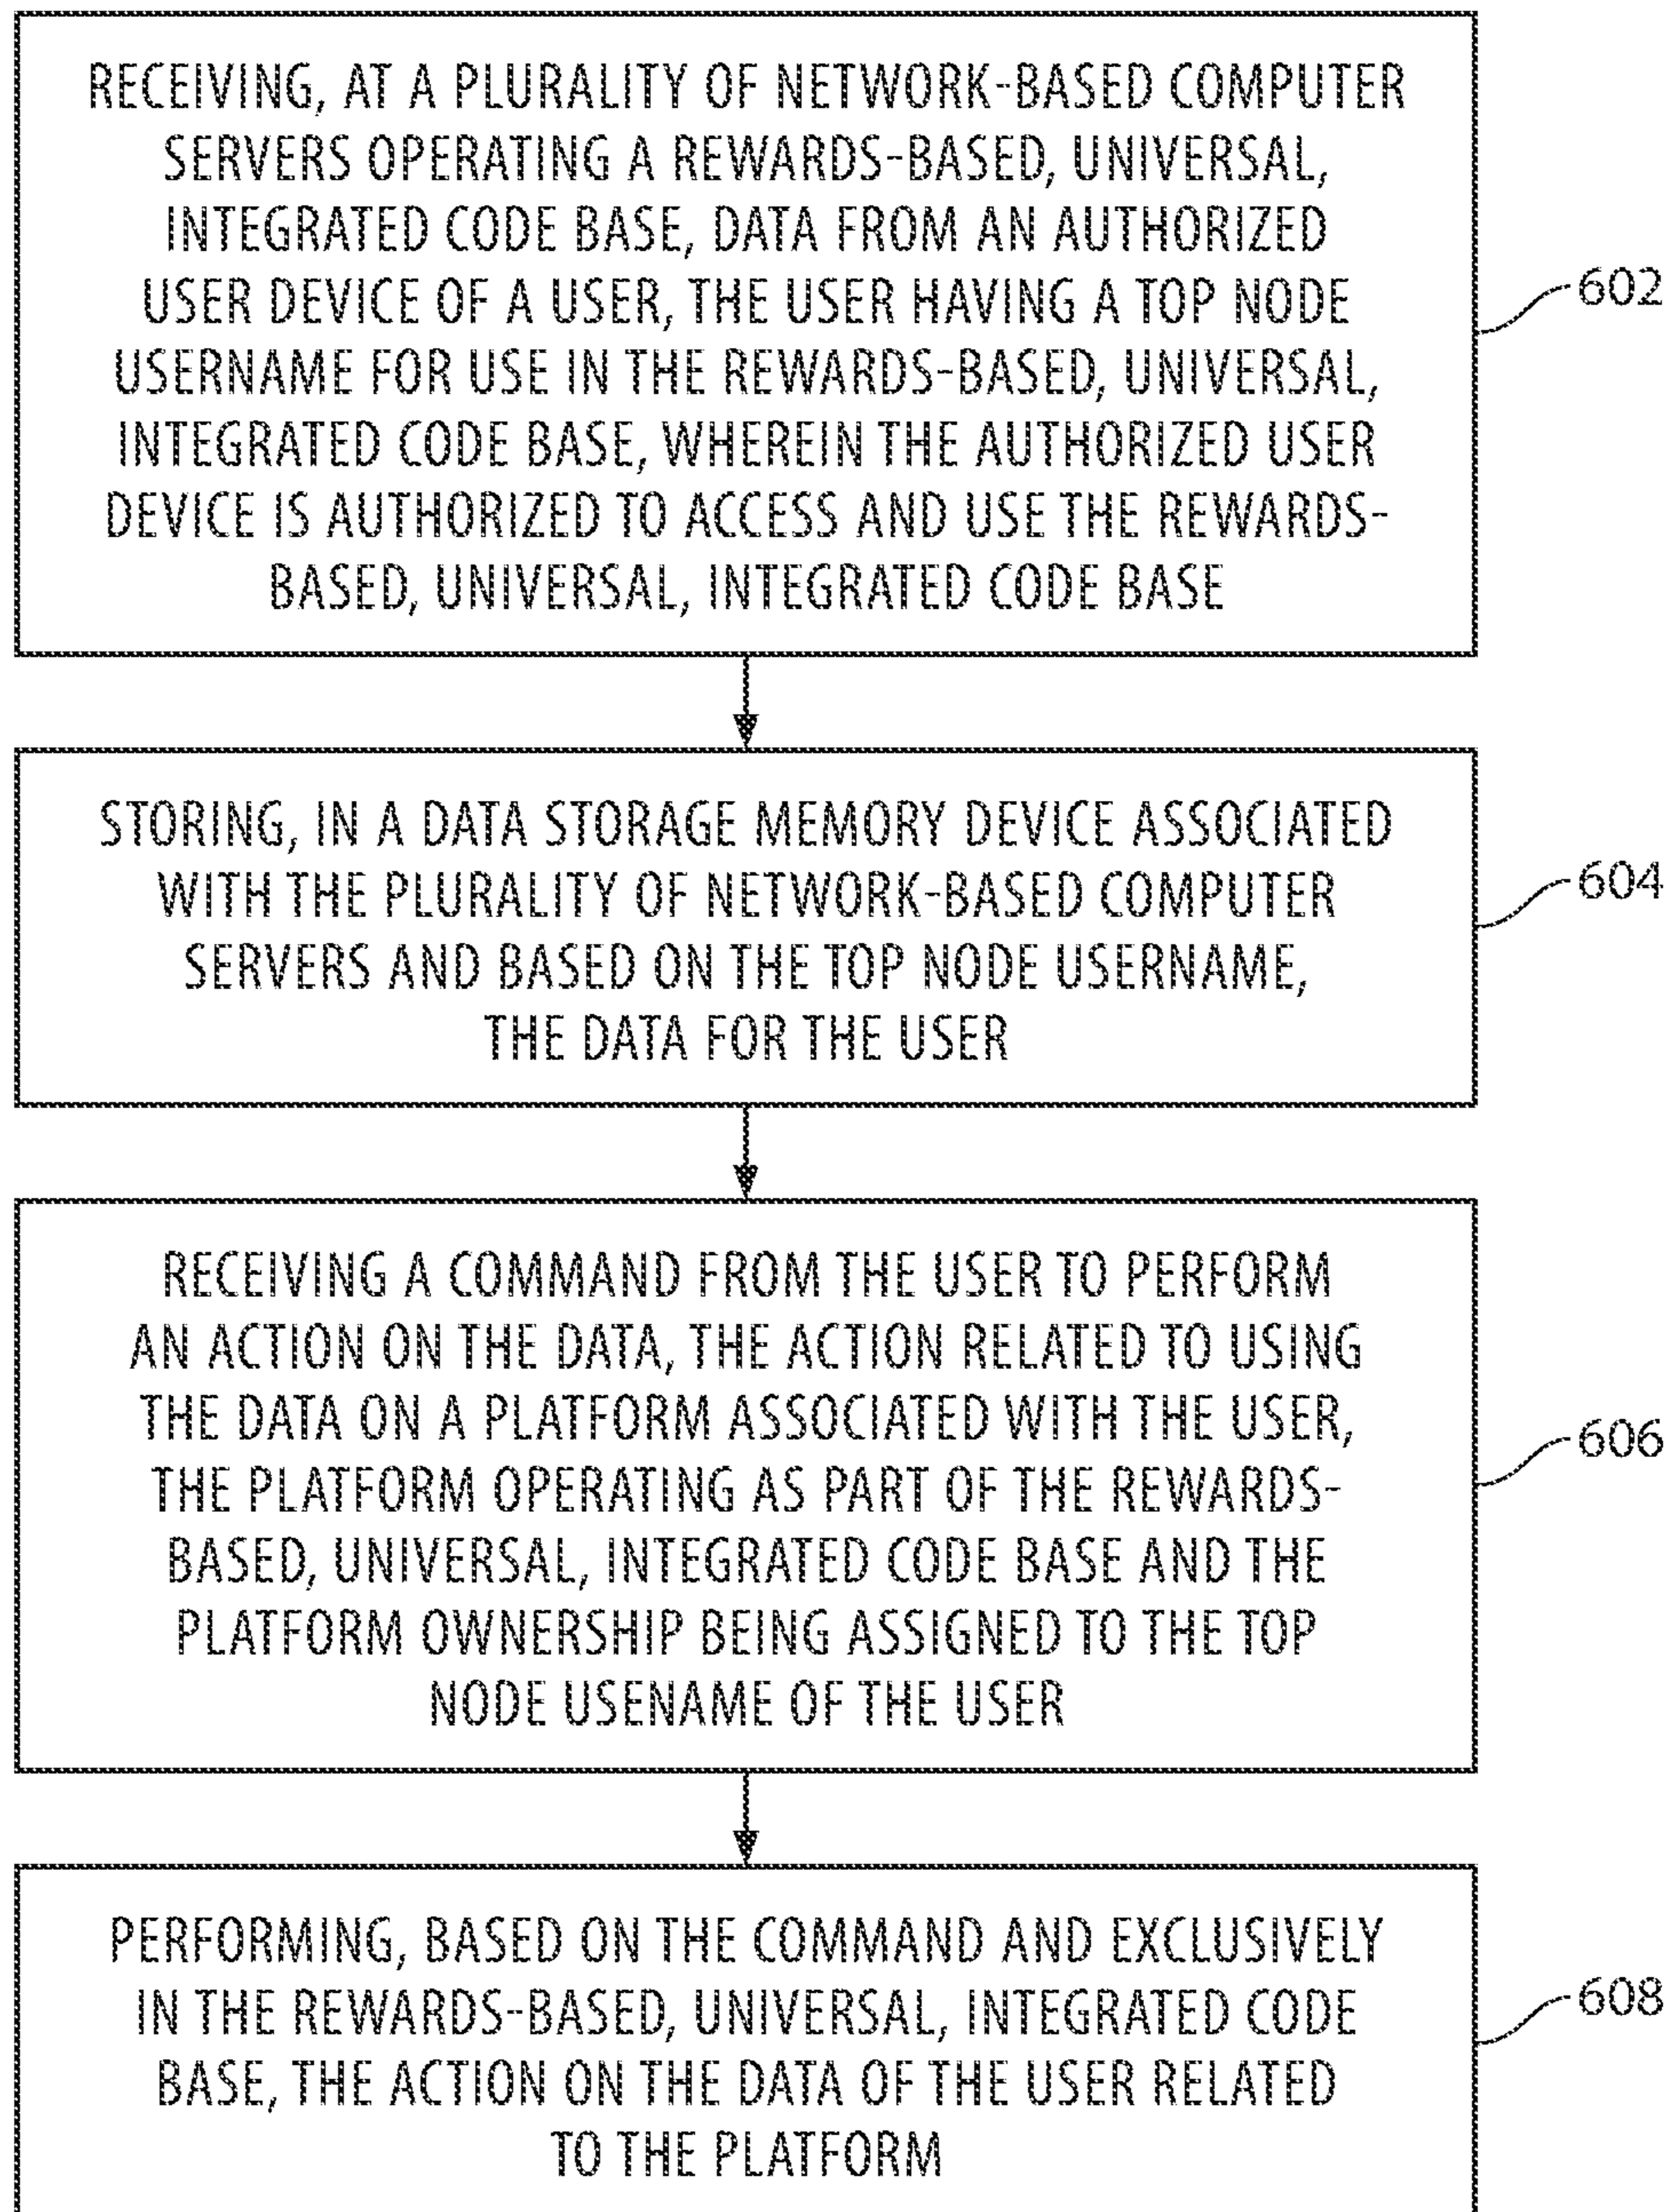 RECEIVING, AT A PLURALITY OF NETWORK-BASED COMPUTER
SERVERS OPERATING A REWARDS-BASED, UNIVERSAL,
INTEGRATED CODE BASE, DATA FROM AN AUTHORIZED
USER DEVICE OF A USER, THE USER HAVING A TOP NODE
USERNAME FOR USE IN THE REWARDS-BASED, UNIVERSAL,
INTEGRATED CODE BASE, WHEREIN THE AUTHORIZED USER
DEVICE IS AUTHORIZED TO ACCESS AND USE THE REWARDS-
BASED, UNIVERSAL, INTEGRATED CODE BASE
602
STORING, IN A DATA STORAGE MEMORY DEVICE ASSOCIATED
WITH THE PLURALITY OF NETWORK-BASED COMPUTER
SERVERS AND BASED ON THE TOP NODE USERNAME,
THE DATA FOR THE USER
604
RECEIVING A COMMAND FROM THE USER TO PERFORM
AN ACTION ON THE DATA, THE ACTION RELATED TO USING
THE DATA ON A PLATFORM ASSOCIATED WITH THE USER,
THE PLATFORM OPERATING AS PART OF THE REWARDS-
BASED, UNIVERSAL, INTEGRATED CODE BASE AND THE
PLATFORM OWNERSHIP BEING ASSIGNED TO THE TOP
NODE USENAME OF THE USER
606
PERFORMING, BASED ON THE COMMAND AND EXCLUSIVELY
IN THE REWARDS-BASED, UNIVERSAL, INTEGRATED CODE
BASE, THE ACTION ON THE DATA OF THE USER RELATED
TO THE PLATFORM
608